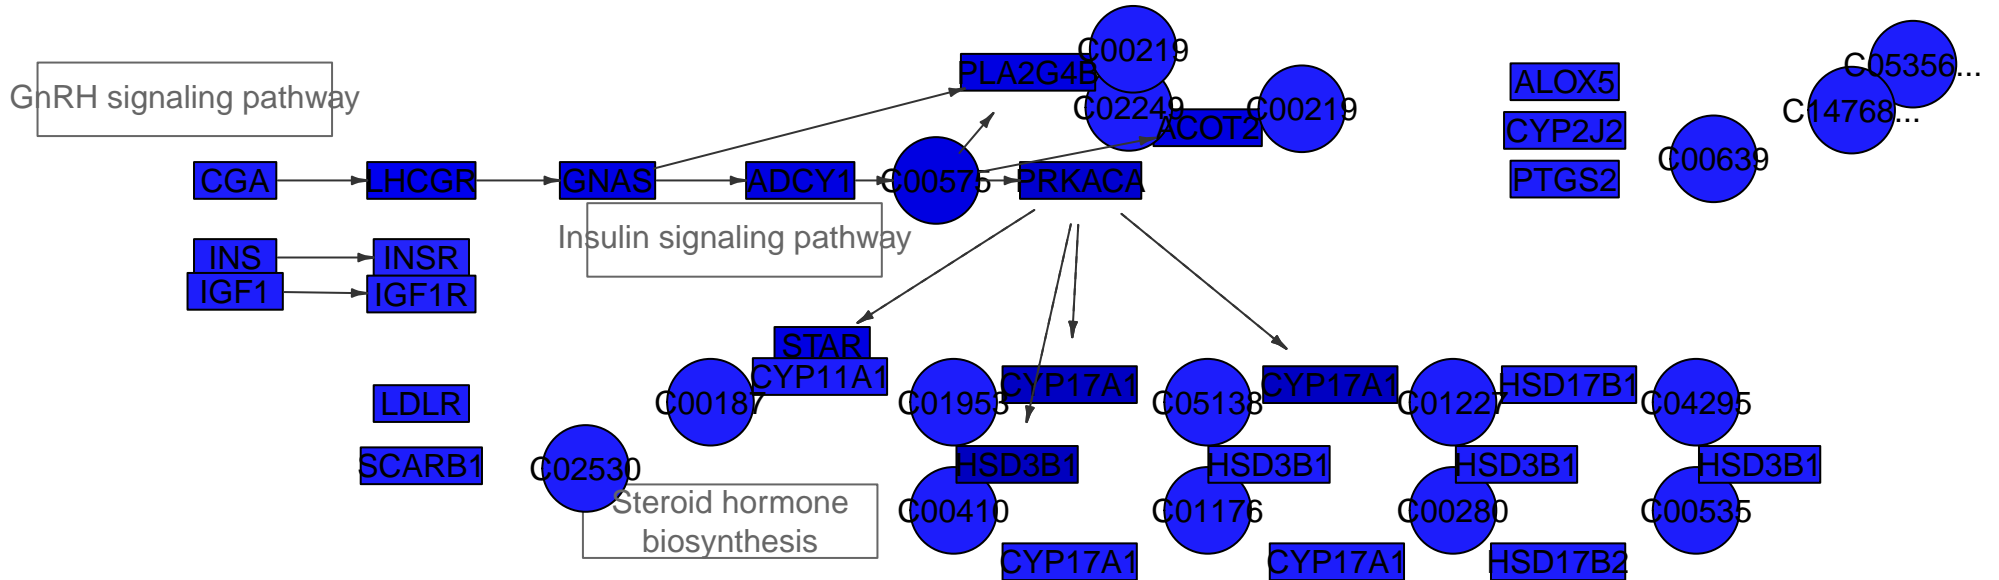 C00219
C05356...
PLA2G4B
ALOX5
GnRH signaling pathway
C02249
C00219
C14768...
ACOT2
CYP2J2
C00639
CGA
LHCGR
GNAS
ADCY1
C00575
PRKACA
PTGS2
Insulin signaling pathway
INS
INSR
IGF1
IGF1R
STAR
CYP11A1
CYP17A1
CYP17A1
HSD17B1
LDLR
C00187
C01953
C05138
C01227
C04295
SCARB1
C02530
HSD3B1
HSD3B1
HSD3B1
HSD3B1
Steroid hormone
biosynthesis
C00410
C01176
C00280
C00535
CYP17A1
CYP17A1
HSD17B2